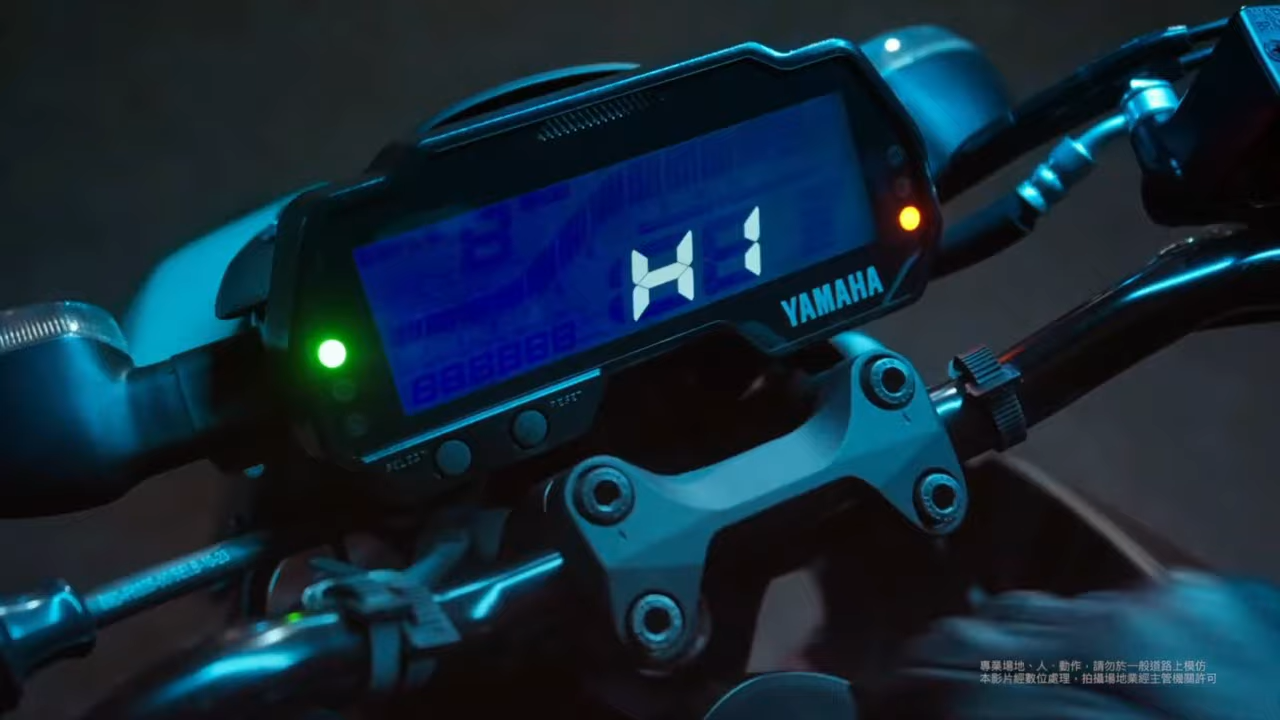 HI
YAMAHA
RESET
SELECT
專業場地、人、動作，請勿於一般道路上模仿
本影片經數位處理，拍攝場地業經主管機關許可